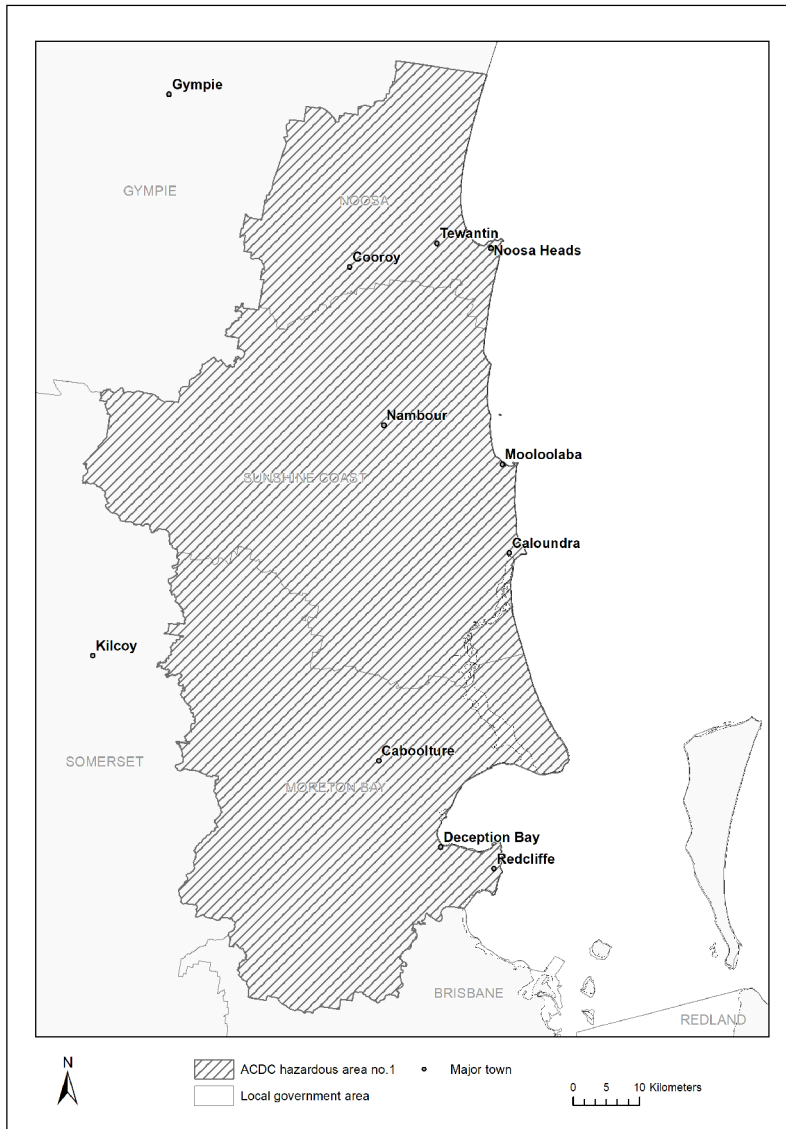 Gympie
GYMPIE
NOOSA
Tewantin
Noosa Heads
Cooroy
Nambour
Mooloolaba
SUNSHINE COAST
Caloundra
Kilcoy
Caboolture
SOMERSET
MORETON BAY
Deception Bay
Redcliffe
BRISBANE
REDLAND
N
ACDC hazardous area no.1
Major town
Local government area
0 5 10 Kilometers